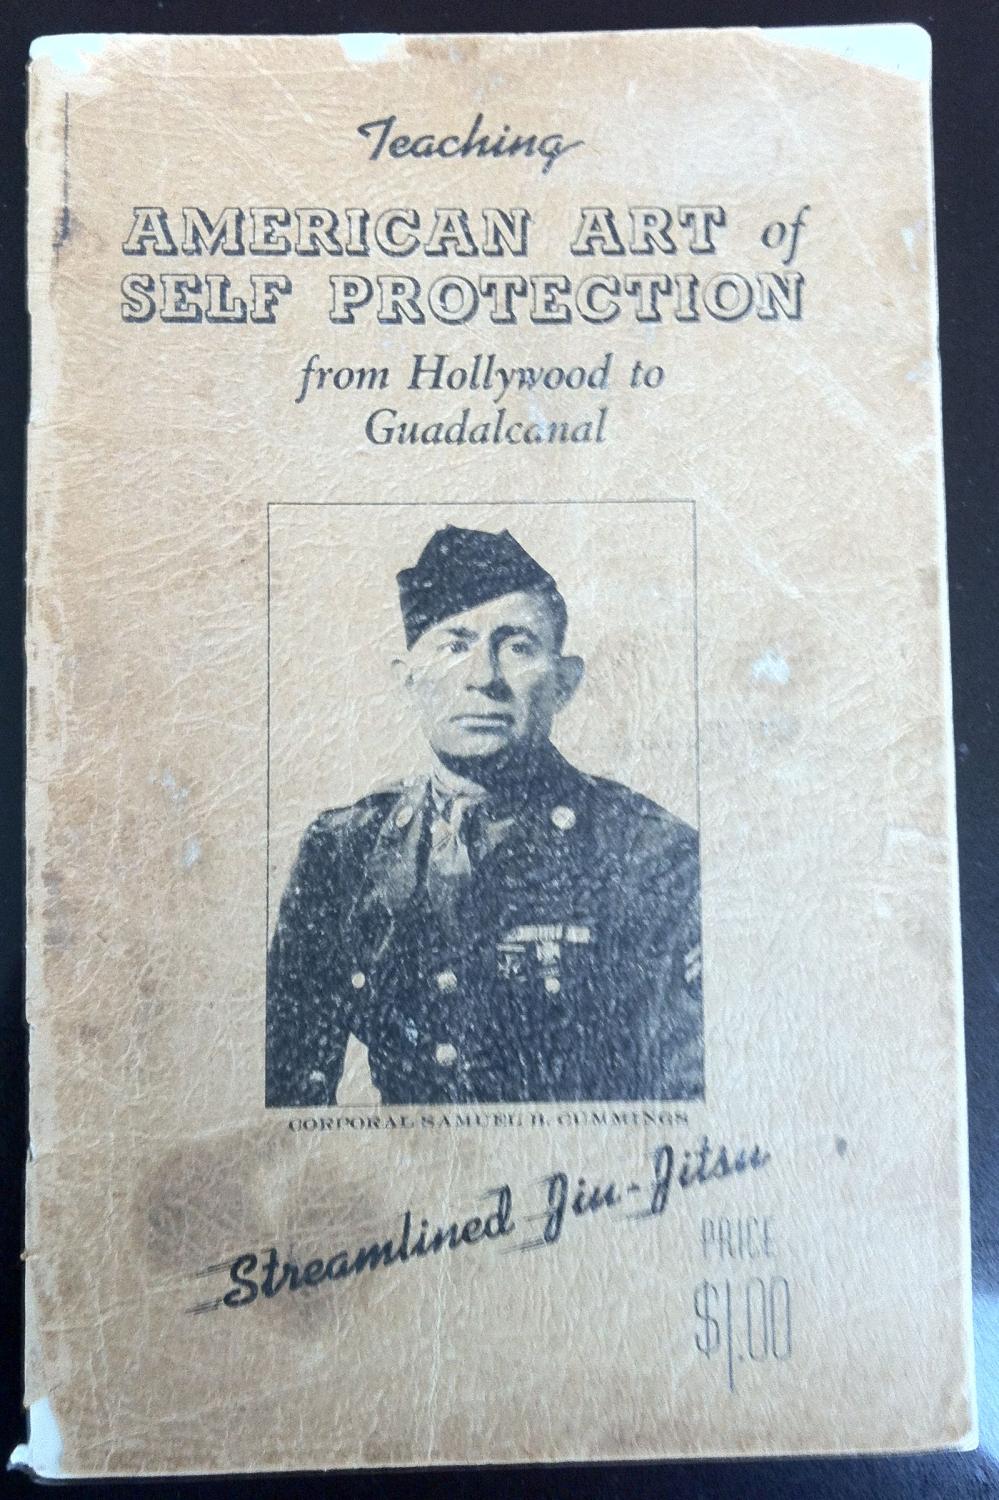 Teaching
AMERICAN ART of
SELF PROTECTION
from Hollywood to
Guadalcanal
CORPORAL SAMUEL B. CUMMINGS
Streamlined Jiu-Jitsu
PRICE
$1.00